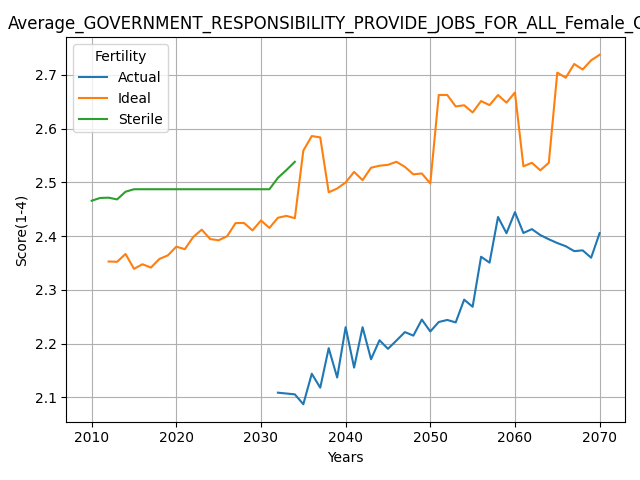 Average_GOVERNMENT_RESPONSIBILITY_PROVIDE_JOBS_FOR_ALL_Female_
Fertility
Actual
Ideal
Sterile
Score(1-4)
2.7
2.6
2.5
2.4
2.3
2.2
2.1
2010 2020 2030 2040 2050 2060 2070
Years